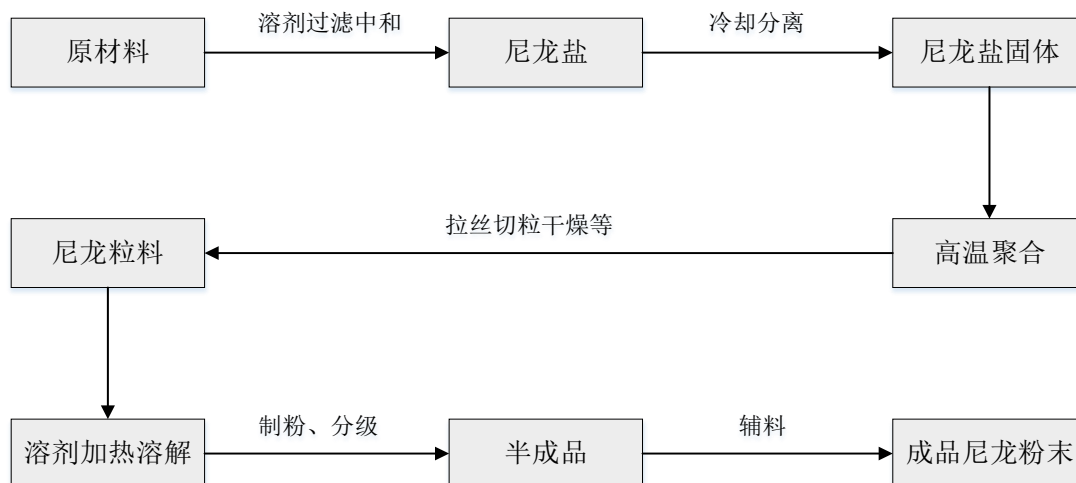 溶剂过滤中和
冷却分离
原材料
尼龙盐
尼龙盐固体
拉丝切粒干燥等
尼龙粒料
高温聚合
制粉、分级
辅料
溶剂加热溶解
半成品
成品尼龙粉末